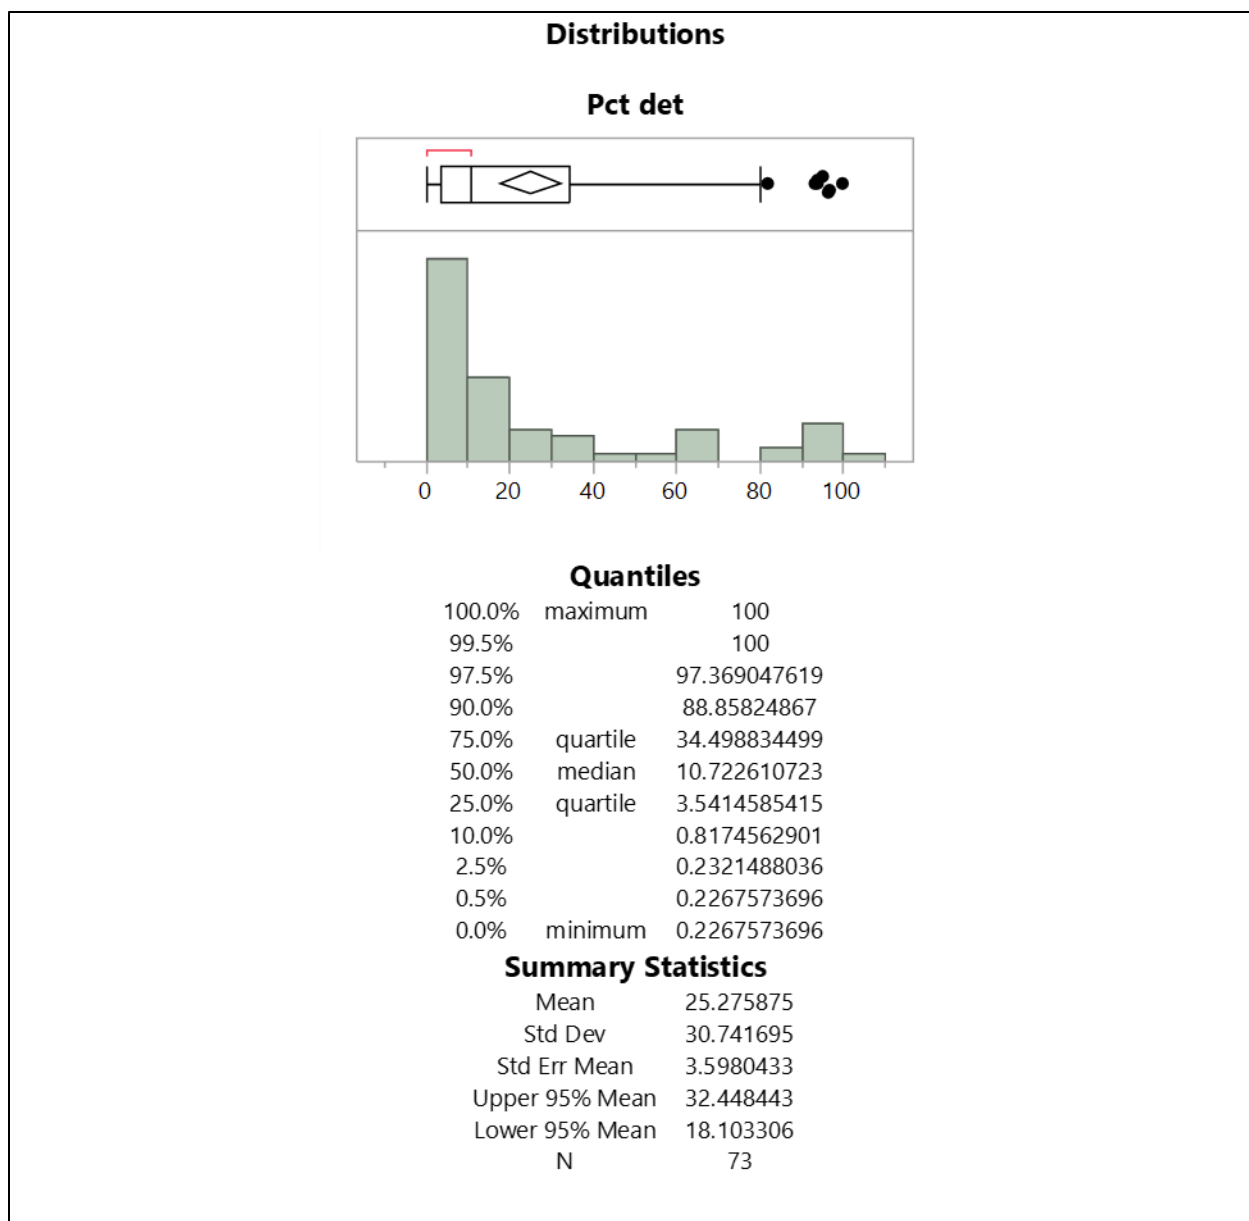 Distributions
Pct det
0 20 40 60 80 100
Quantiles
100.0% maximum 100
99.5% 100
97.5% 97.369047619
90.0% 88.85824867
75.0% quartile 34.498834499
50.0% median 10.722610723
25.0% quartile 3.5414585415
10.0% 0.8174562901
2.5% 0.2321488036
0.5% 0.2267573696
0.0% minimum 0.2267573696
Summary Statistics
Mean 25.275875
Std Dev 30.741695
Std Err Mean 3.5980433
Upper 95% Mean 32.448443
Lower 95% Mean 18.103306
N 73